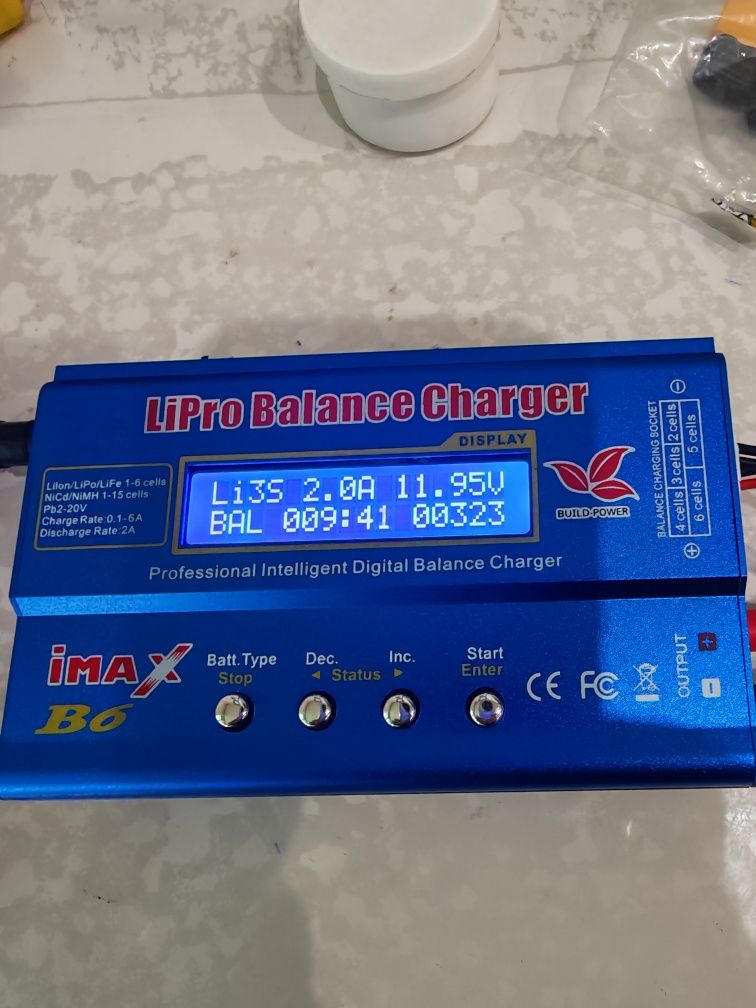 LiPro Balance Charger
DISPLAY
LiIon/LiPo/LiFe 1-6 cells
NiCd/NiMH 1-15 cells
Pb2-20V
Charge Rate:0.1-6A
Discharge Rate:2A
Li3S 2.0A 11.95V
BAL 009:41 00323
BUILD-POWER
BALANCE CHARGING SOCKET
4 cells 3 cells 2 cells
6 cells 5 cells
Professional Intelligent Digital Balance Charger
iMAX
B6
Batt.Type
Stop
Dec.
Inc.
◄ Status ►
Start
Enter
CE FC
OUTPUT